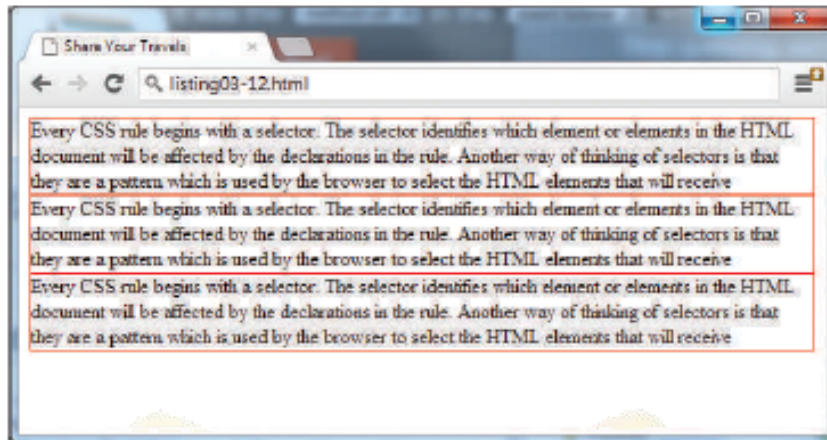 Share Your Travels
listing03-12.html
Every CSS rule begins with a selector. The selector identifies which element or elements in the HTML
document will be affected by the declarations in the rule. Another way of thinking of selectors is that
they are a pattern which is used by the browser to select the HTML elements that will receive
Every CSS rule begins with a selector. The selector identifies which element or elements in the HTML
document will be affected by the declarations in the rule. Another way of thinking of selectors is that
they are a pattern which is used by the browser to select the HTML elements that will receive
Every CSS rule begins with a selector. The selector identifies which element or elements in the HTML
document will be affected by the declarations in the rule. Another way of thinking of selectors is that
they are a pattern which is used by the browser to select the HTML elements that will receive